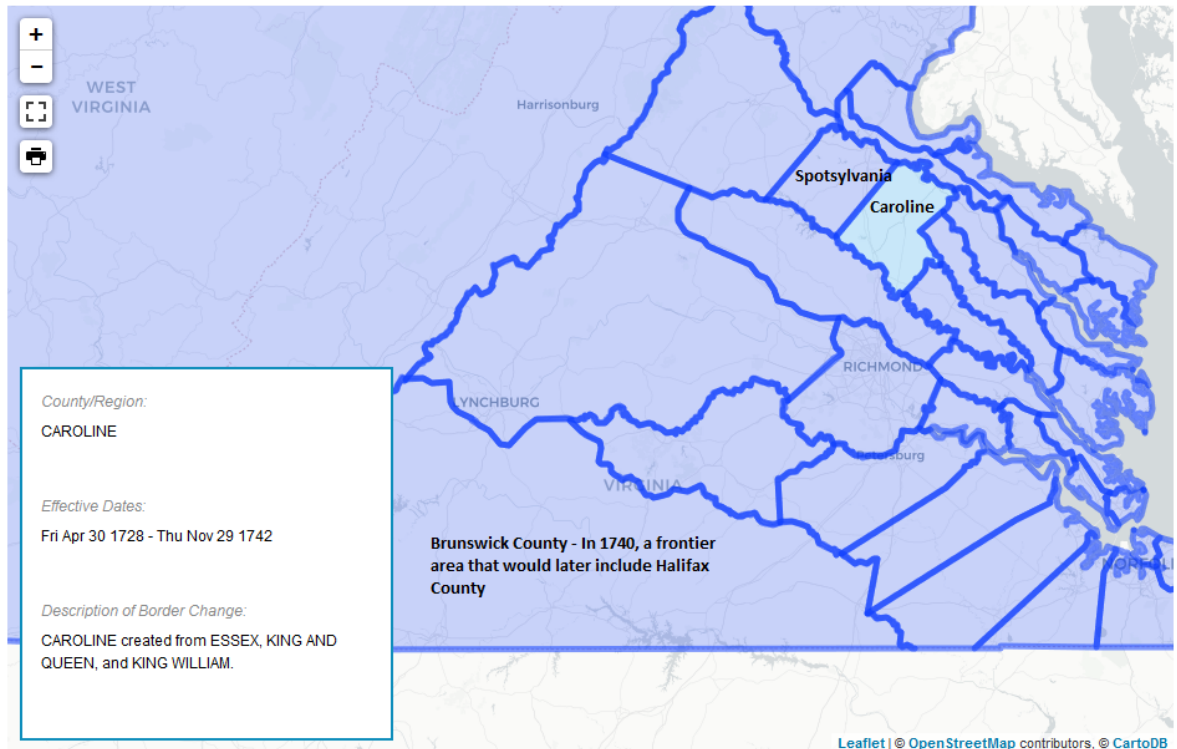 +
−
WEST
VIRGINIA
Harrisonburg
Spotsylvania
Caroline
RICHMOND
LYNCHBURG
Petersburg
VIRGINIA
Brunswick County - In 1740, a frontier
area that would later include Halifax
County
County/Region:
CAROLINE
Effective Dates:
Fri Apr 30 1728 - Thu Nov 29 1742
Description of Border Change:
CAROLINE created from ESSEX, KING AND
QUEEN, and KING WILLIAM.
Leaflet | © OpenStreetMap contributors, © CartoDB